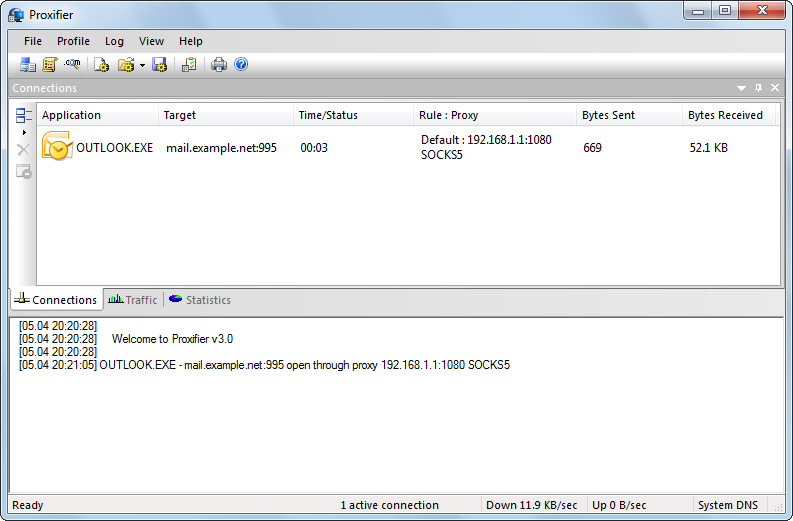 Proxifier
File Profile Log View Help
.com
Connections
Application Target Time/Status Rule : Proxy Bytes Sent Bytes Received
OUTLOOK.EXE mail.example.net:995 00:03 Default : 192.168.1.1:1080 669 52.1 KB
SOCKS5
Connections Traffic Statistics
[05.04 20:20:28]
[05.04 20:20:28] Welcome to Proxifier v3.0
[05.04 20:20:28]
[05.04 20:21:05] OUTLOOK.EXE - mail.example.net:995 open through proxy 192.168.1.1:1080 SOCKS5
Ready 1 active connection Down 11.9 KB/sec Up 0 B/sec System DNS